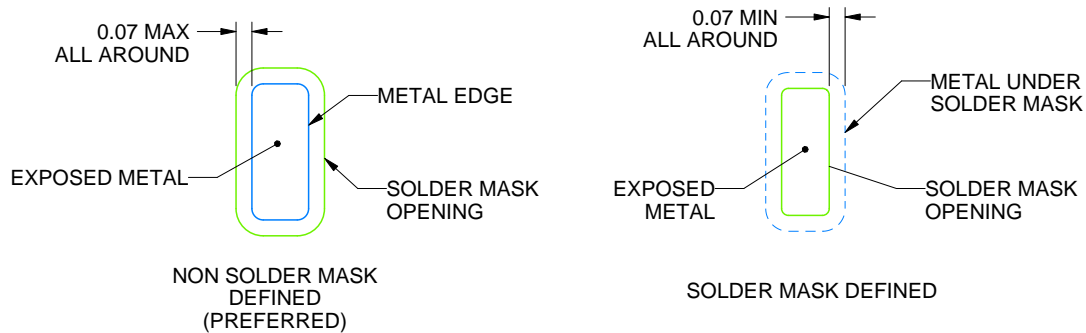 0.07 MAX
ALL AROUND
METAL EDGE
EXPOSED METAL
SOLDER MASK
OPENING
NON SOLDER MASK
DEFINED
(PREFERRED)
0.07 MIN
ALL AROUND
METAL UNDER
SOLDER MASK
EXPOSED
METAL
SOLDER MASK
OPENING
SOLDER MASK DEFINED